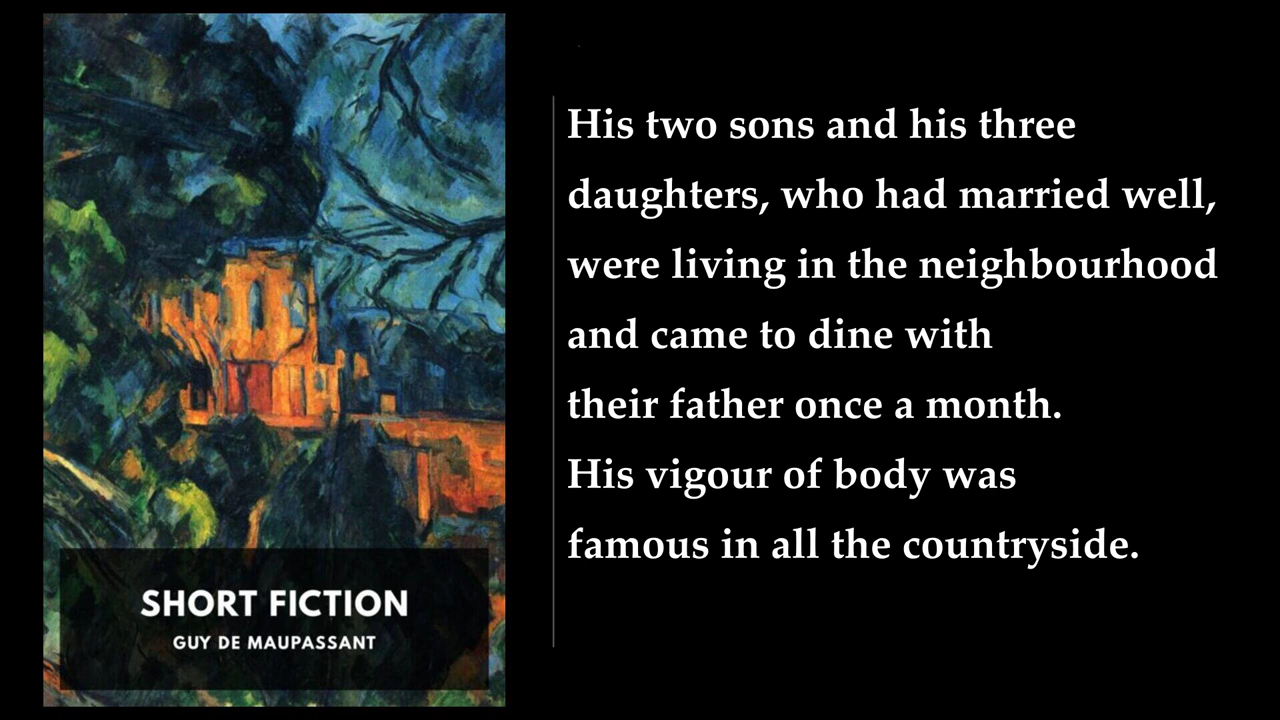 SHORT FICTION
GUY DE MAUPASSANT
His two sons and his three
daughters, who had married well,
were living in the neighbourhood
and came to dine with
their father once a month.
His vigour of body was
famous in all the countryside.